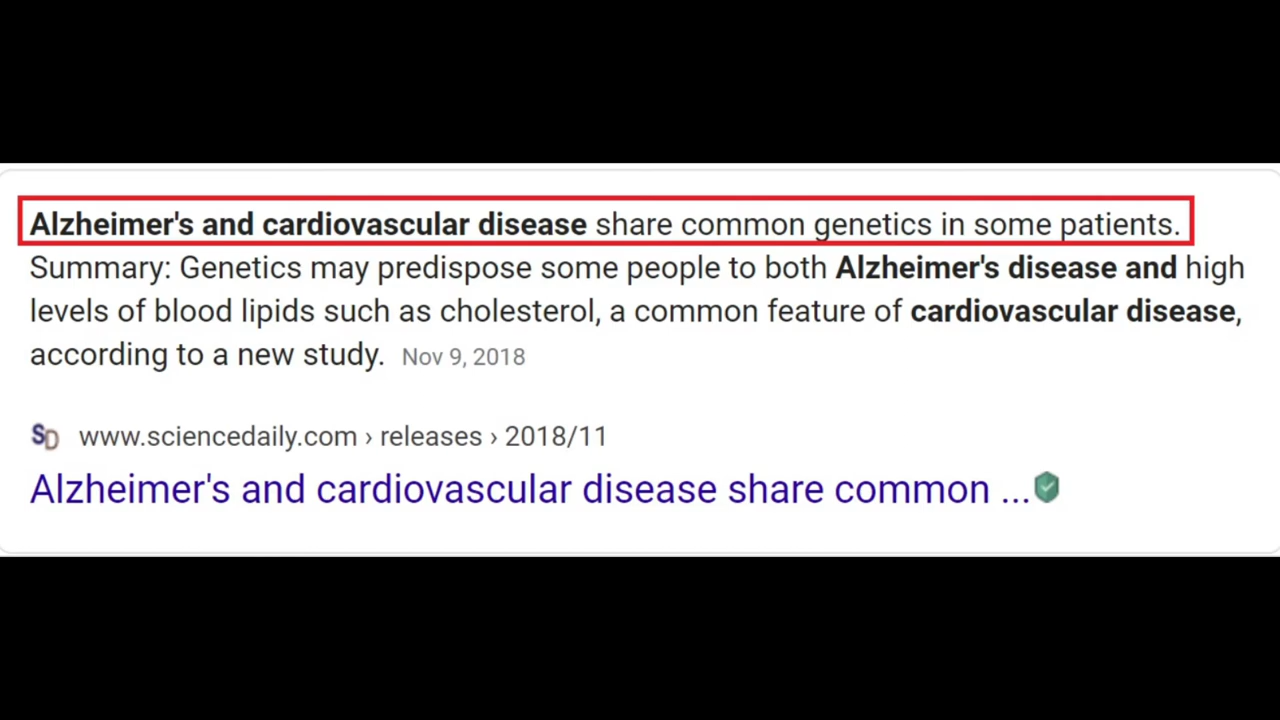 Alzheimer's and cardiovascular disease share common genetics in some patients.
Summary: Genetics may predispose some people to both Alzheimer's disease and high
levels of blood lipids such as cholesterol, a common feature of cardiovascular disease,
according to a new study. Nov 9, 2018
SD www.sciencedaily.com › releases › 2018/11
Alzheimer's and cardiovascular disease share common ...